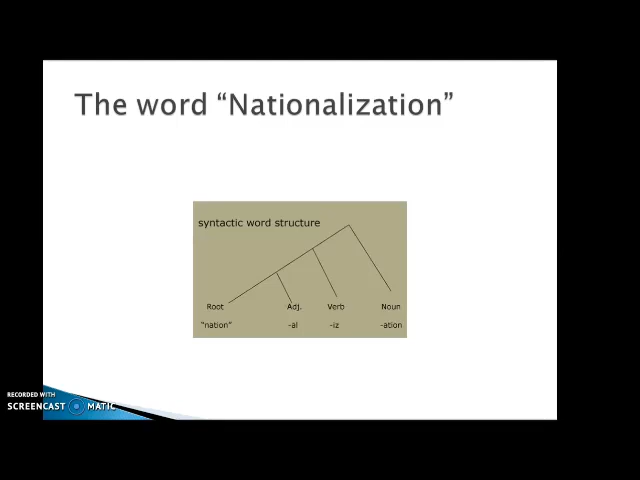 The word “Nationalization”
syntactic word structure
Root Adj. Verb Noun
“nation” -al -iz -ation
RECORDED WITH
SCREENCAST MATIC